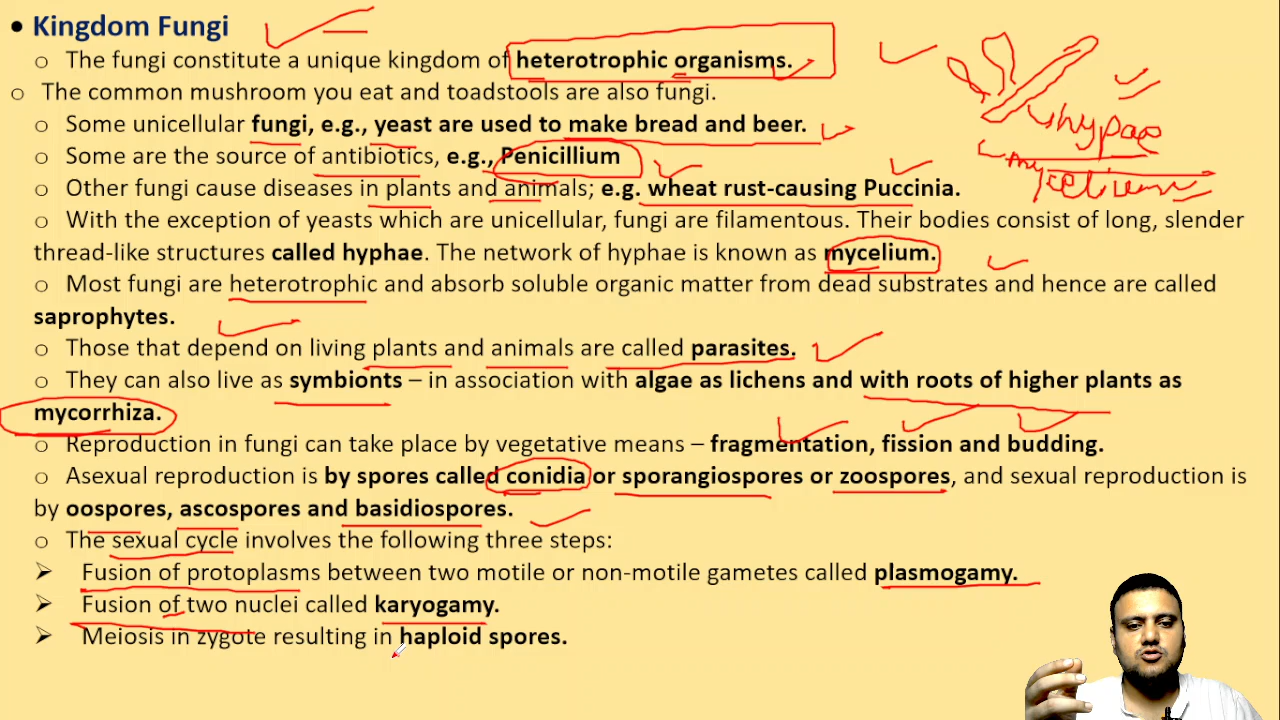 • Kingdom Fungi
o The fungi constitute a unique kingdom of heterotrophic organisms.
o The common mushroom you eat and toadstools are also fungi.
o Some unicellular fungi, e.g., yeast are used to make bread and beer.
o Some are the source of antibiotics, e.g., Penicillium
o Other fungi cause diseases in plants and animals; e.g. wheat rust-causing Puccinia.
o With the exception of yeasts which are unicellular, fungi are filamentous. Their bodies consist of long, slender
thread-like structures called hyphae. The network of hyphae is known as mycelium.
o Most fungi are heterotrophic and absorb soluble organic matter from dead substrates and hence are called
saprophytes.
o Those that depend on living plants and animals are called parasites.
o They can also live as symbionts – in association with algae as lichens and with roots of higher plants as
mycorrhiza.
o Reproduction in fungi can take place by vegetative means – fragmentation, fission and budding.
o Asexual reproduction is by spores called conidia or sporangiospores or zoospores, and sexual reproduction is
by oospores, ascospores and basidiospores.
o The sexual cycle involves the following three steps:
➢ Fusion of protoplasms between two motile or non-motile gametes called plasmogamy.
➢ Fusion of two nuclei called karyogamy.
➢ Meiosis in zygote resulting in haploid spores.
hypae
mycelium